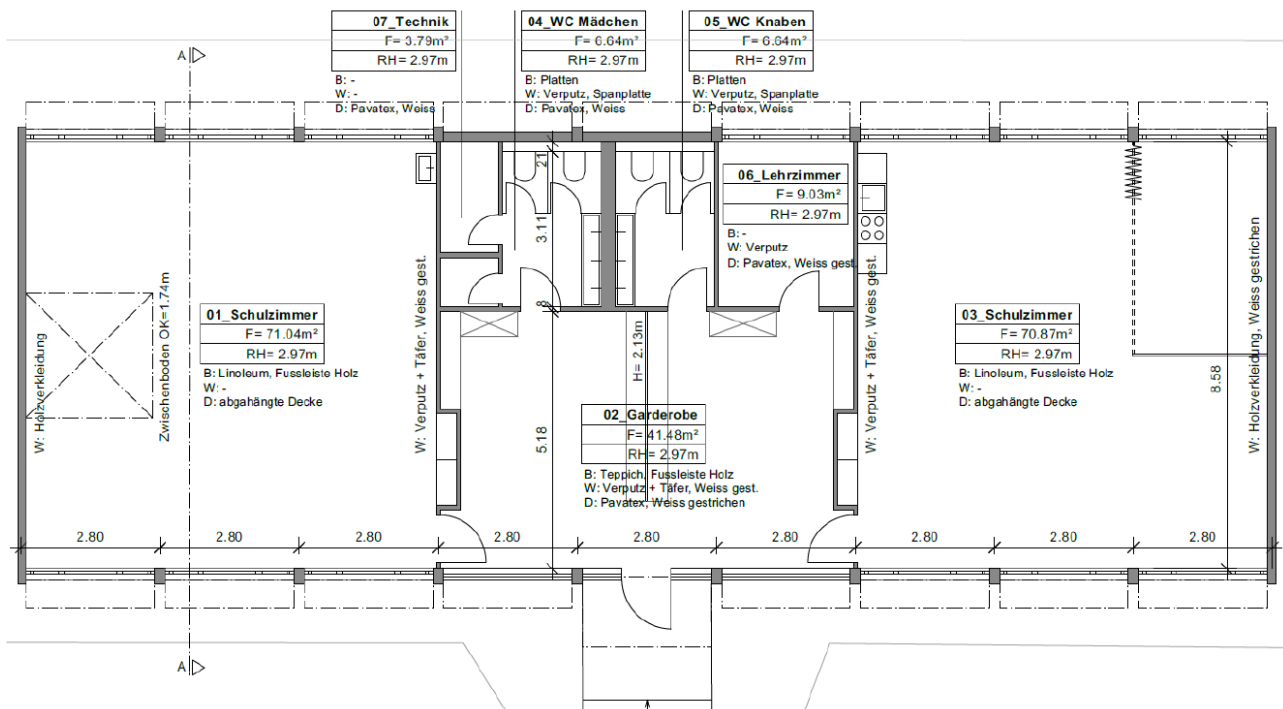 07_Technik
F= 3.79m²
RH= 2.97m
B: -
W: -
D: Pavatex, Weiss
04_WC Mädchen
F= 6.64m²
RH= 2.97m
B: Platten
W: Verputz, Spanplatte
D: Pavatex, Weiss
05_WC Knaben
F= 6.64m²
RH= 2.97m
B: Platten
W: Verputz, Spanplatte
D: Pavatex, Weiss
A
21
3.11
8
06_Lehrzimmer
F= 9.03m²
RH= 2.97m
B: -
W: Verputz
D: Pavatex, Weiss gest.
W: Holzverkleidung
Zwischenboden OK=1.74m
01_Schulzimmer
F= 71.04m²
RH= 2.97m
B: Linoleum, Fussleiste Holz
W: -
D: abgahängte Decke
W: Verputz + Täfer, Weiss gest.
H= 2.13m
5.18
02_Garderobe
F= 41.48m²
RH= 2.97m
B: Teppich, Fussleiste Holz
W: Verputz + Täfer, Weiss gest.
D: Pavatex, Weiss gestrichen
W: Verputz + Täfer, Weiss gest.
03_Schulzimmer
F= 70.87m²
RH= 2.97m
B: Linoleum, Fussleiste Holz
W: -
D: abgahängte Decke
8.58
W: Holzverkleidung, Weiss gestrichen
2.80
2.80
2.80
2.80
2.80
2.80
2.80
2.80
2.80
A